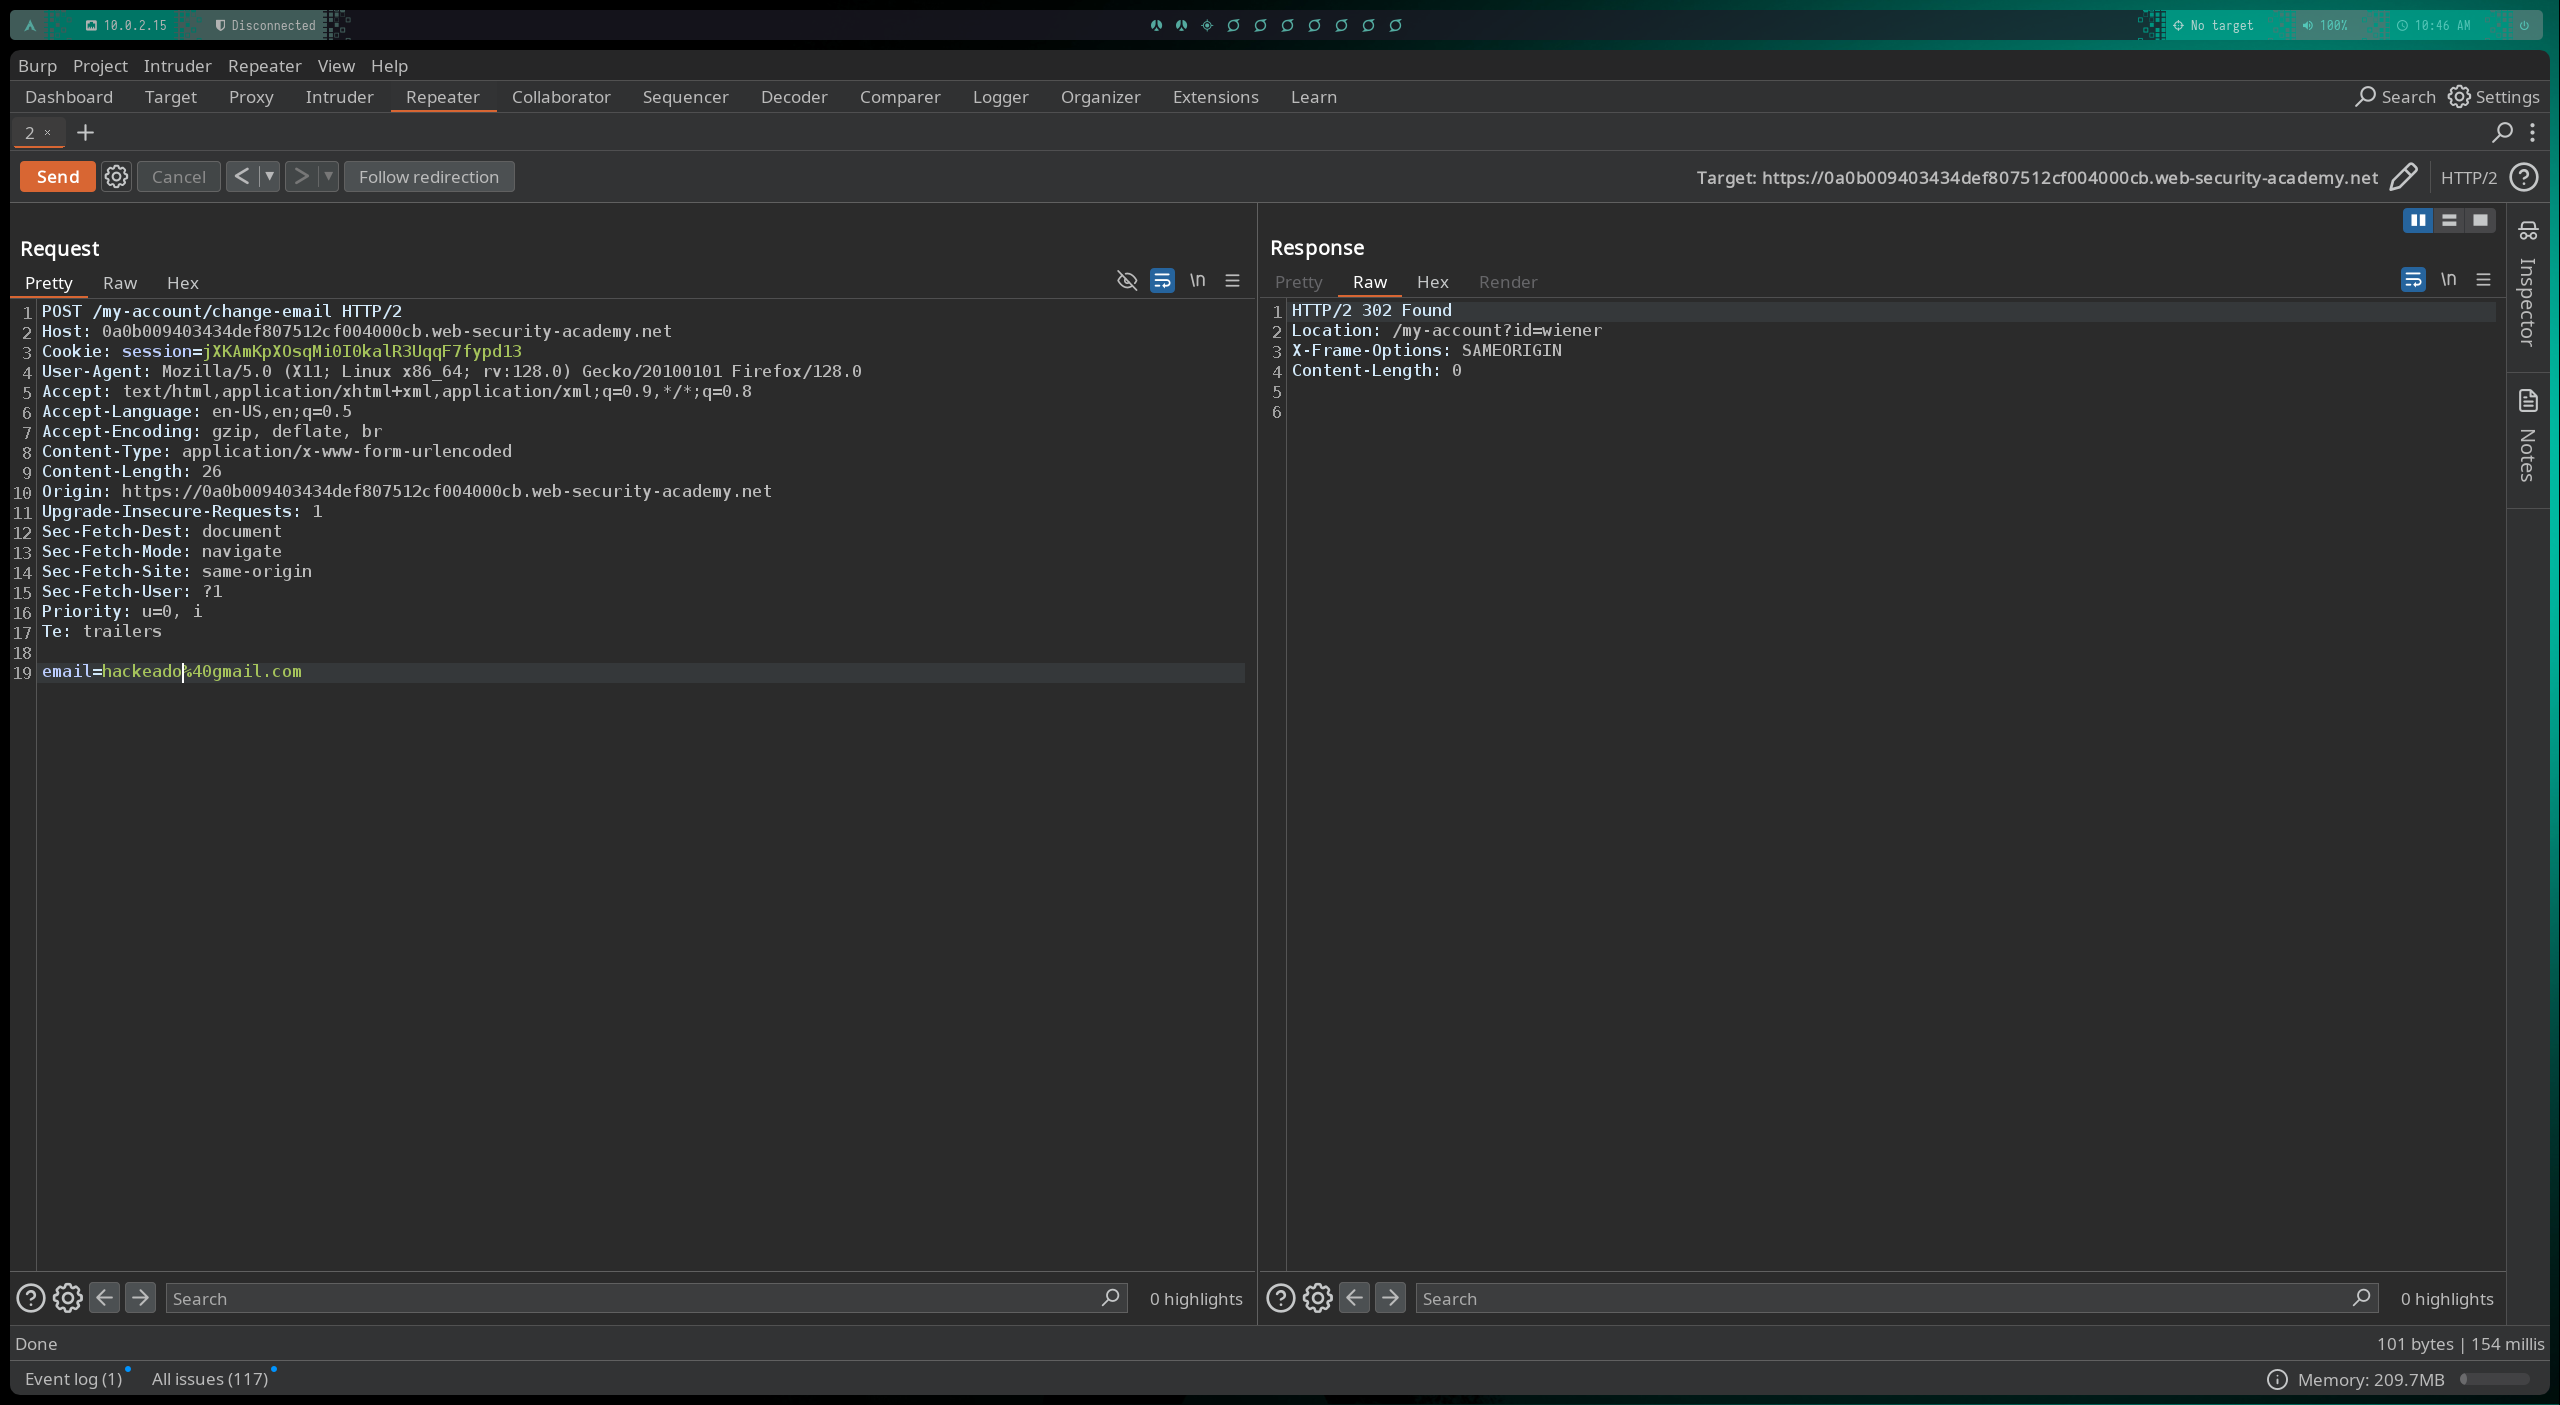 10.0.2.15 Disconnected No target 100% 10:46 AM
Burp Project Intruder Repeater View Help
Dashboard Target Proxy Intruder Repeater Collaborator Sequencer Decoder Comparer Logger Organizer Extensions Learn Search Settings
2 × +
Send Cancel < ▼ > ▼ Follow redirection Target: https://0a0b009403434def807512cf004000cb.web-security-academy.net HTTP/2
Request
Pretty Raw Hex \n
1 POST /my-account/change-email HTTP/2
2 Host: 0a0b009403434def807512cf004000cb.web-security-academy.net
3 Cookie: session=jXKAmKpXOsqMi0I0kalR3UqqF7fypd13
4 User-Agent: Mozilla/5.0 (X11; Linux x86_64; rv:128.0) Gecko/20100101 Firefox/128.0
5 Accept: text/html,application/xhtml+xml,application/xml;q=0.9,*/*;q=0.8
6 Accept-Language: en-US,en;q=0.5
7 Accept-Encoding: gzip, deflate, br
8 Content-Type: application/x-www-form-urlencoded
9 Content-Length: 26
10 Origin: https://0a0b009403434def807512cf004000cb.web-security-academy.net
11 Upgrade-Insecure-Requests: 1
12 Sec-Fetch-Dest: document
13 Sec-Fetch-Mode: navigate
14 Sec-Fetch-Site: same-origin
15 Sec-Fetch-User: ?1
16 Priority: u=0, i
17 Te: trailers
18
19 email=hackeado%40gmail.com
Search 0 highlights
Response
Pretty Raw Hex Render \n
1 HTTP/2 302 Found
2 Location: /my-account?id=wiener
3 X-Frame-Options: SAMEORIGIN
4 Content-Length: 0
5
6
Search 0 highlights
Inspector
Notes
Done 101 bytes | 154 millis
Event log (1) All issues (117) Memory: 209.7MB